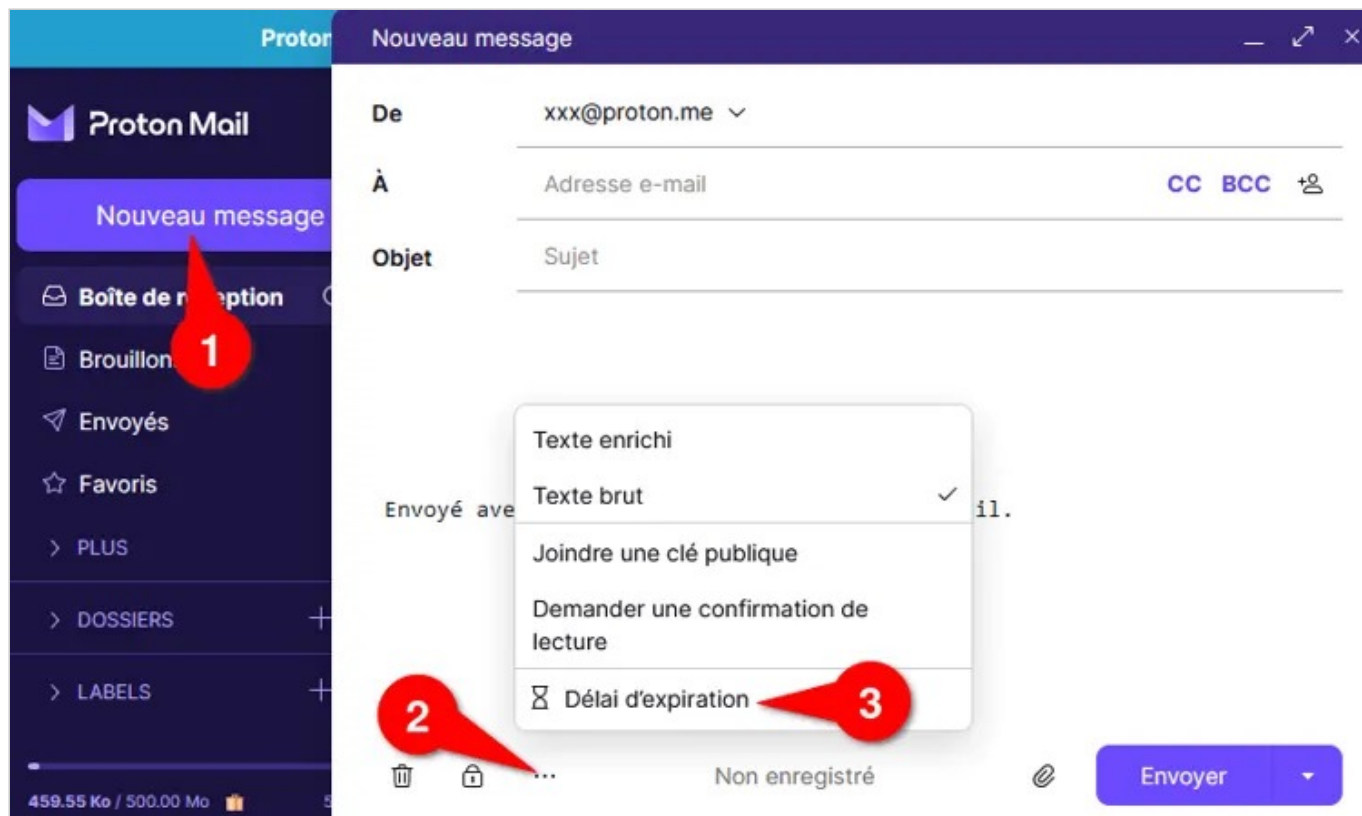 Proton
Nouveau message
Proton Mail
De
xxx@proton.me
À
Adresse e-mail
CC BCC
Nouveau message
Objet
Sujet
Boîte de réception
1
Brouillon
Envoyés
Favoris
PLUS
DOSSIERS
LABELS
459.55 Ko / 500.00 Mo
5
Envoyé ave
il.
Texte enrichi
Texte brut
Joindre une clé publique
Demander une confirmation de
lecture
Délai d'expiration
3
2
...
Non enregistré
Envoyer